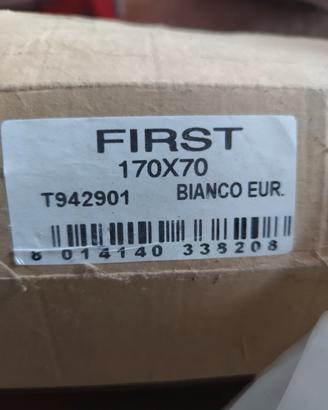 FIRST
170X70
T942901 BIANCO EUR.
8 014140 338208